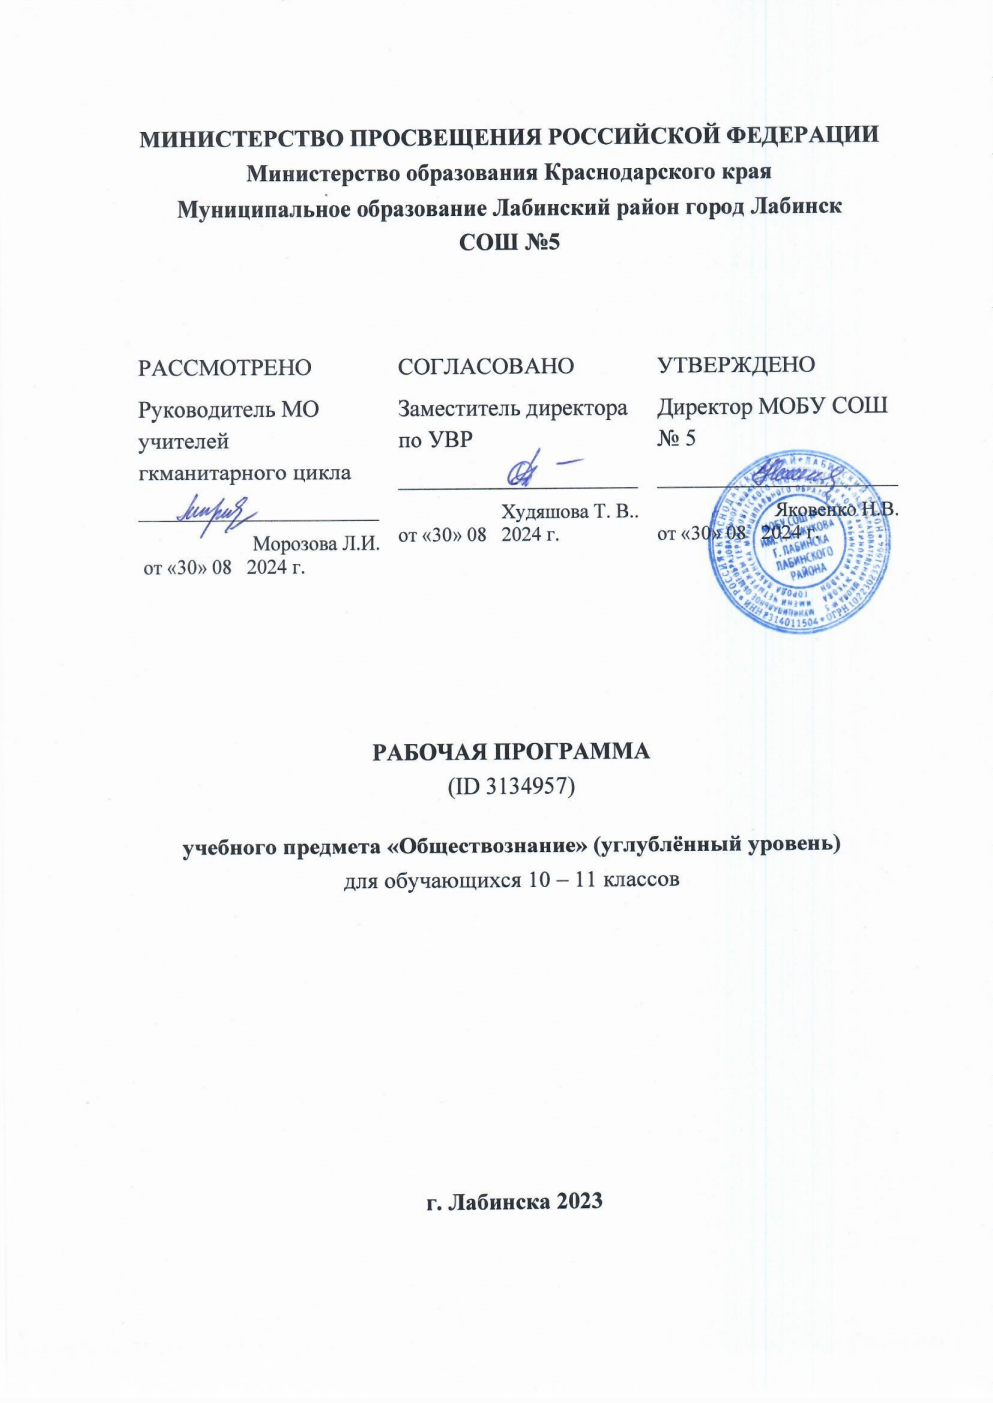 МИНИСТЕРСТВО ПРОСВЕЩЕНИЯ РОССИЙСКОЙ ФЕДЕРАЦИИ
Министерство образования Краснодарского края
Муниципальное образование Лабинский район город Лабинск
СОШ №5
РАССМОТРЕНО
Руководитель МО
учителей
гкманитарного цикла
Морозова Л.И.
от «30» 08 2024 г.
СОГЛАСОВАНО
Заместитель директора
по УВР
Худяшова Т. В..
от «30» 08 2024 г.
УТВЕРЖДЕНО
Директор МОБУ СОШ
№ 5
Яковенко Н.В.
от «30» 08 2024 г.
Г. ЛАБИНСКА
ЛАБИНСКОГО
РАЙОНА
РАБОЧАЯ ПРОГРАММА
(ID 3134957)
учебного предмета «Обществознание» (углублённый уровень)
для обучающихся 10 – 11 классов
г. Лабинска 2023